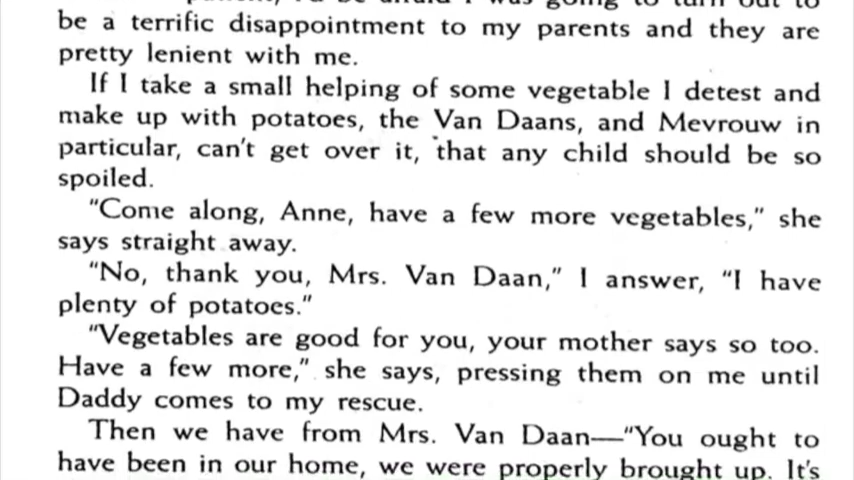 be a terrific disappointment to my parents and they are
pretty lenient with me.
If I take a small helping of some vegetable I detest and
make up with potatoes, the Van Daans, and Mevrouw in
particular, can't get over it, that any child should be so
spoiled.
"Come along, Anne, have a few more vegetables," she
says straight away.
"No, thank you, Mrs. Van Daan," I answer, "I have
plenty of potatoes."
"Vegetables are good for you, your mother says so too.
Have a few more," she says, pressing them on me until
Daddy comes to my rescue.
Then we have from Mrs. Van Daan—"You ought to
have been in our home, we were properly brought up. It's